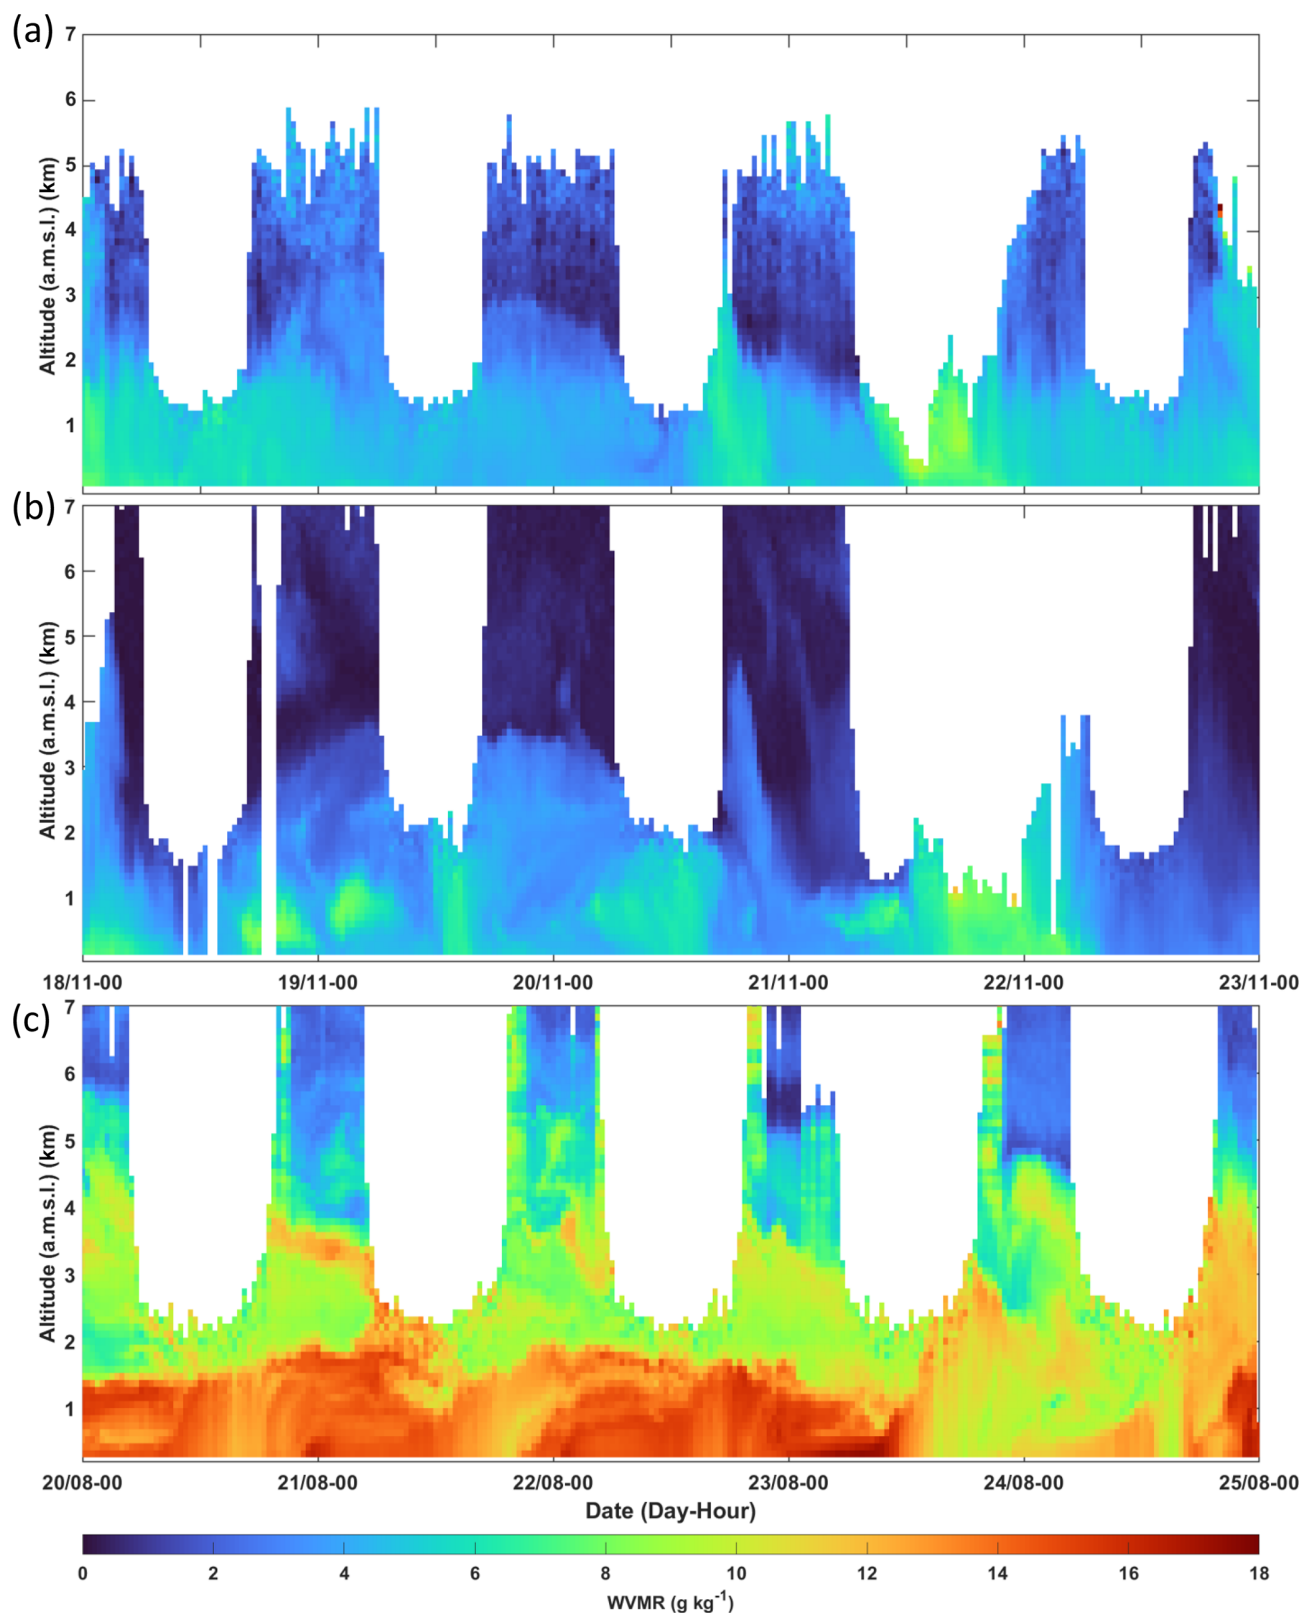 (a)
7
6
5
4
3
2
1
Altitude (a.m.s.l.) (km)
(b)
7
6
5
4
3
2
1
Altitude (a.m.s.l.) (km)
18/11-00 19/11-00 20/11-00 21/11-00 22/11-00 23/11-00
(c)
7
6
5
4
3
2
1
Altitude (a.m.s.l.) (km)
20/08-00 21/08-00 22/08-00 23/08-00 24/08-00 25/08-00
Date (Day-Hour)
0 2 4 6 8 10 12 14 16 18
WVMR (g kg⁻¹)